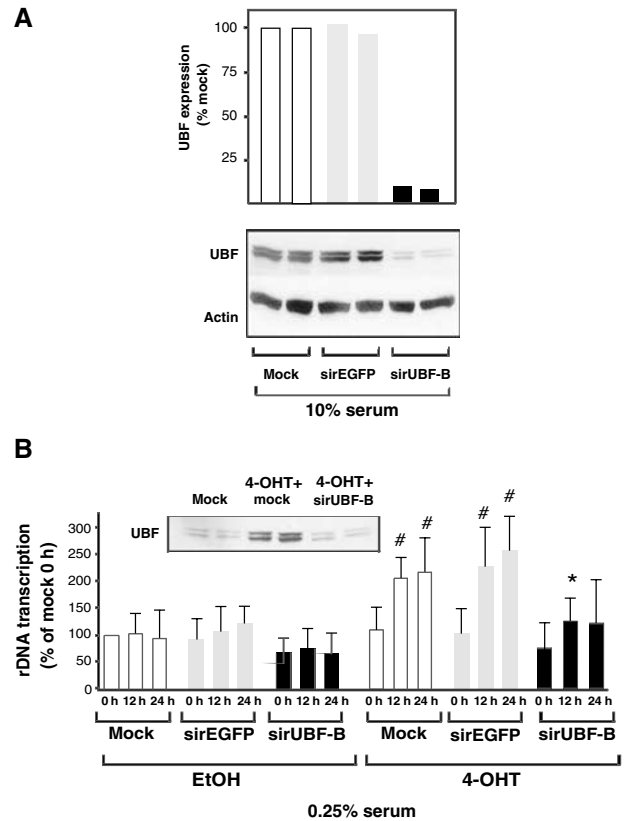 A
UBF expression
(% mock)
100
75
50
25
UBF
Actin
Mock sirEGFP sirUBF-B
10% serum
B
rDNA transcription
(% of mock 0 h)
300
250
200
150
100
50
0
UBF
Mock
4-OHT+
mock
4-OHT+
sirUBF-B
# # # # *
0 h 12 h 24 h 0 h 12 h 24 h 0 h 12 h 24 h 0 h 12 h 24 h 0 h 12 h 24 h 0 h 12 h 24 h
Mock sirEGFP sirUBF-B Mock sirEGFP sirUBF-B
EtOH 4-OHT
0.25% serum